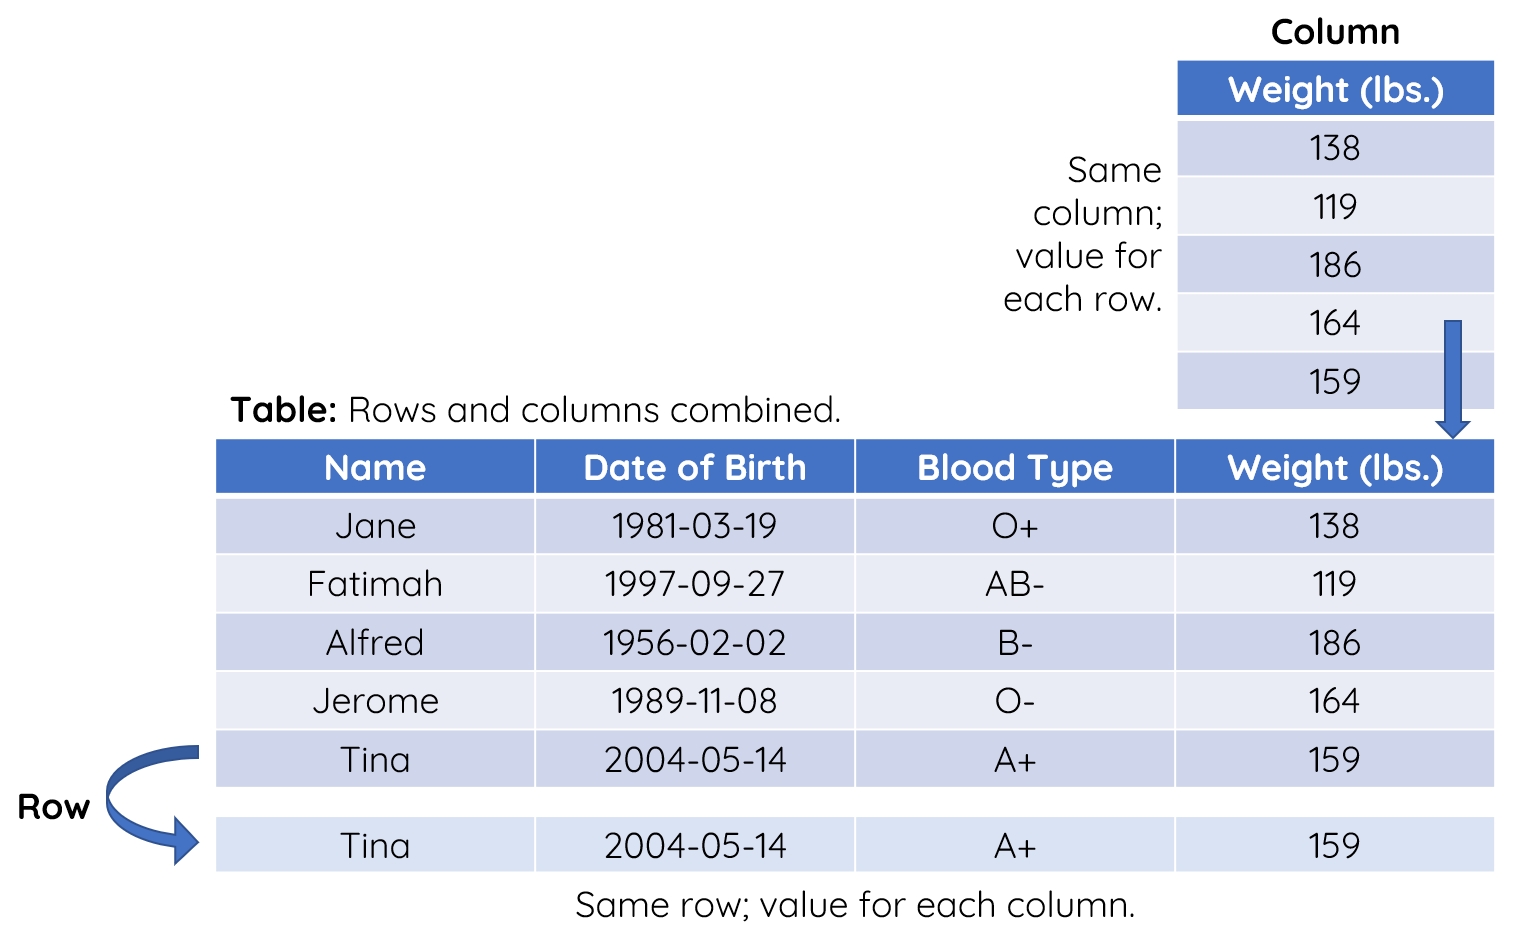 Column
Weight (lbs.)
138
119
186
164
159
Same
column;
value for
each row.
Table: Rows and columns combined.
Name Date of Birth Blood Type Weight (lbs.)
Jane 1981-03-19 O+ 138
Fatimah 1997-09-27 AB- 119
Alfred 1956-02-02 B- 186
Jerome 1989-11-08 O- 164
Tina 2004-05-14 A+ 159
Row
Tina 2004-05-14 A+ 159
Same row; value for each column.